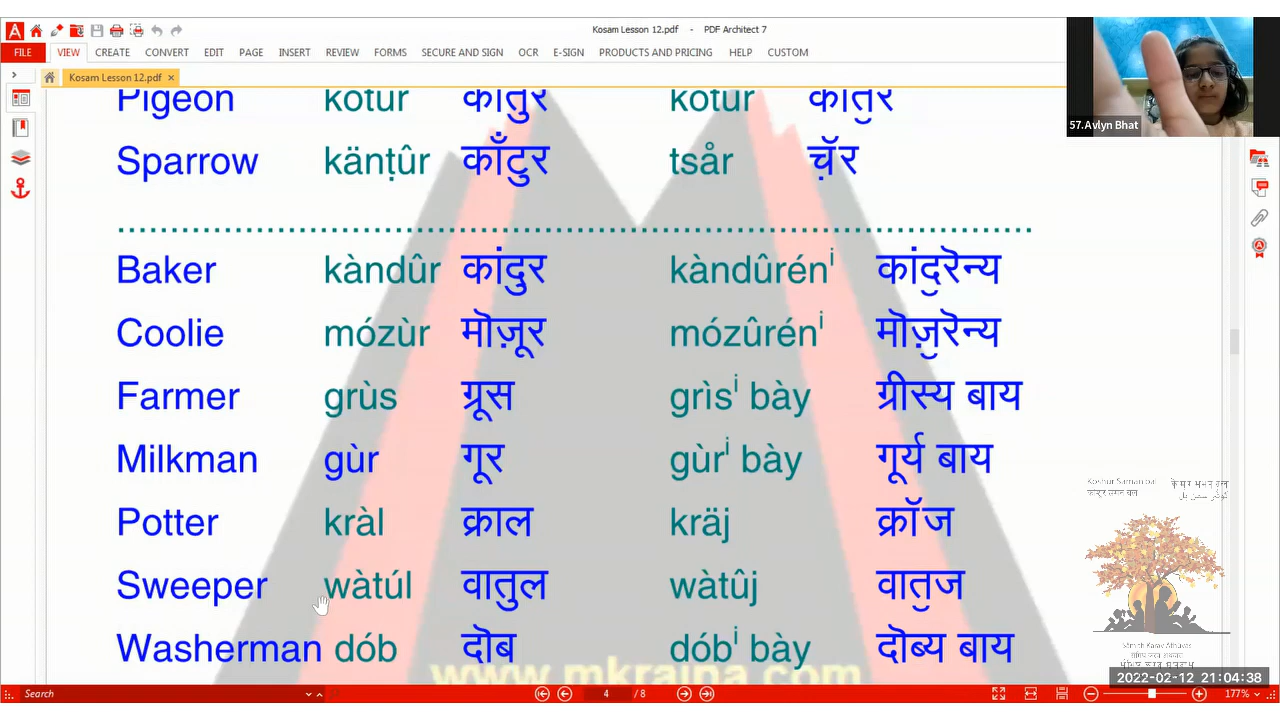 Kosam Lesson 12.pdf - PDF Architect 7
FILE VIEW CREATE CONVERT EDIT PAGE INSERT REVIEW FORMS SECURE AND SIGN OCR E-SIGN PRODUCTS AND PRICING HELP CUSTOM
Kosam Lesson 12.pdf ×
57.Avlyn Bhat
Pigeon kotur कोतुर kotûr कोतॖर
Sparrow känṭûr काँटुर tsår च़ॅर
Baker kàndûr कांदुर kàndûrénⁱ कांदॖरॆन्य
Coolie mózùr मॊज़ूर mózûrénⁱ मॊज़ॖरॆन्य
Farmer grùs ग्रूस grìsⁱ bày ग्रीस्य बाय
Milkman gùr गूर gùrⁱ bày गूर्य बाय
Potter kràl क्राल kräj क्रॉज
Sweeper wàtúl वातुल wàtûj वातॖज
Washerman dób दॊब dóbⁱ bày दॊब्य बाय
www.mkraina.com
2022-02-12 21:04:38
Search 4 / 8 177%